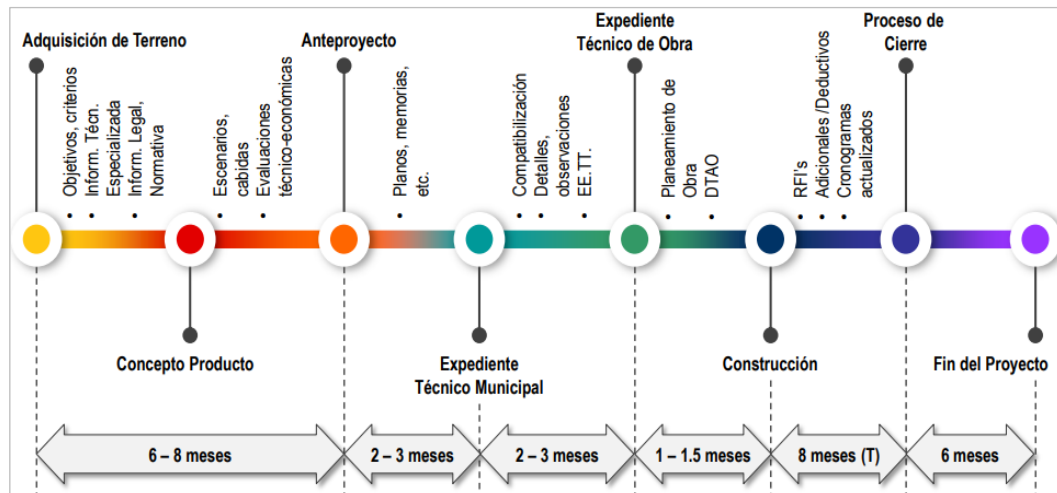 Adquisición de Terreno
Anteproyecto
Expediente
Técnico de Obra
Proceso de
Cierre
• Objetivos, criterios
• Inform. Técn.
Especializada
• Inform. Legal,
Normativa
• Escenarios,
cabidas
• Evaluaciones
técnico-económicas
• Planos, memorias,
etc.
• Compatibilización
• Detalles,
observaciones
• EE.TT.
• Planeamiento de
Obra
• DTAO
• RFI's
• Adicionales /Deductivos
• Cronogramas
actualizados
Concepto Producto
Expediente
Técnico Municipal
Construcción
Fin del Proyecto
6 – 8 meses
2 – 3 meses
2 – 3 meses
1 – 1.5 meses
8 meses (T)
6 meses